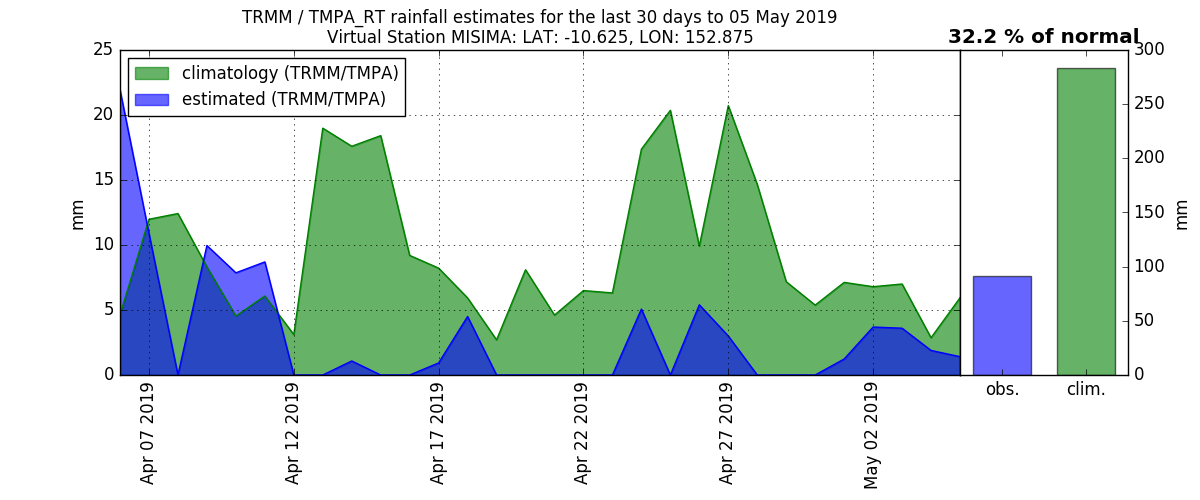 TRMM / TMPA_RT rainfall estimates for the last 30 days to 05 May 2019
Virtual Station MISIMA: LAT: -10.625, LON: 152.875
32.2 % of normal
climatology (TRMM/TMPA)
estimated (TRMM/TMPA)
mm
25
20
15
10
5
0
Apr 07 2019
Apr 12 2019
Apr 17 2019
Apr 22 2019
Apr 27 2019
May 02 2019
obs.
clim.
300
250
200
150
100
50
0
mm